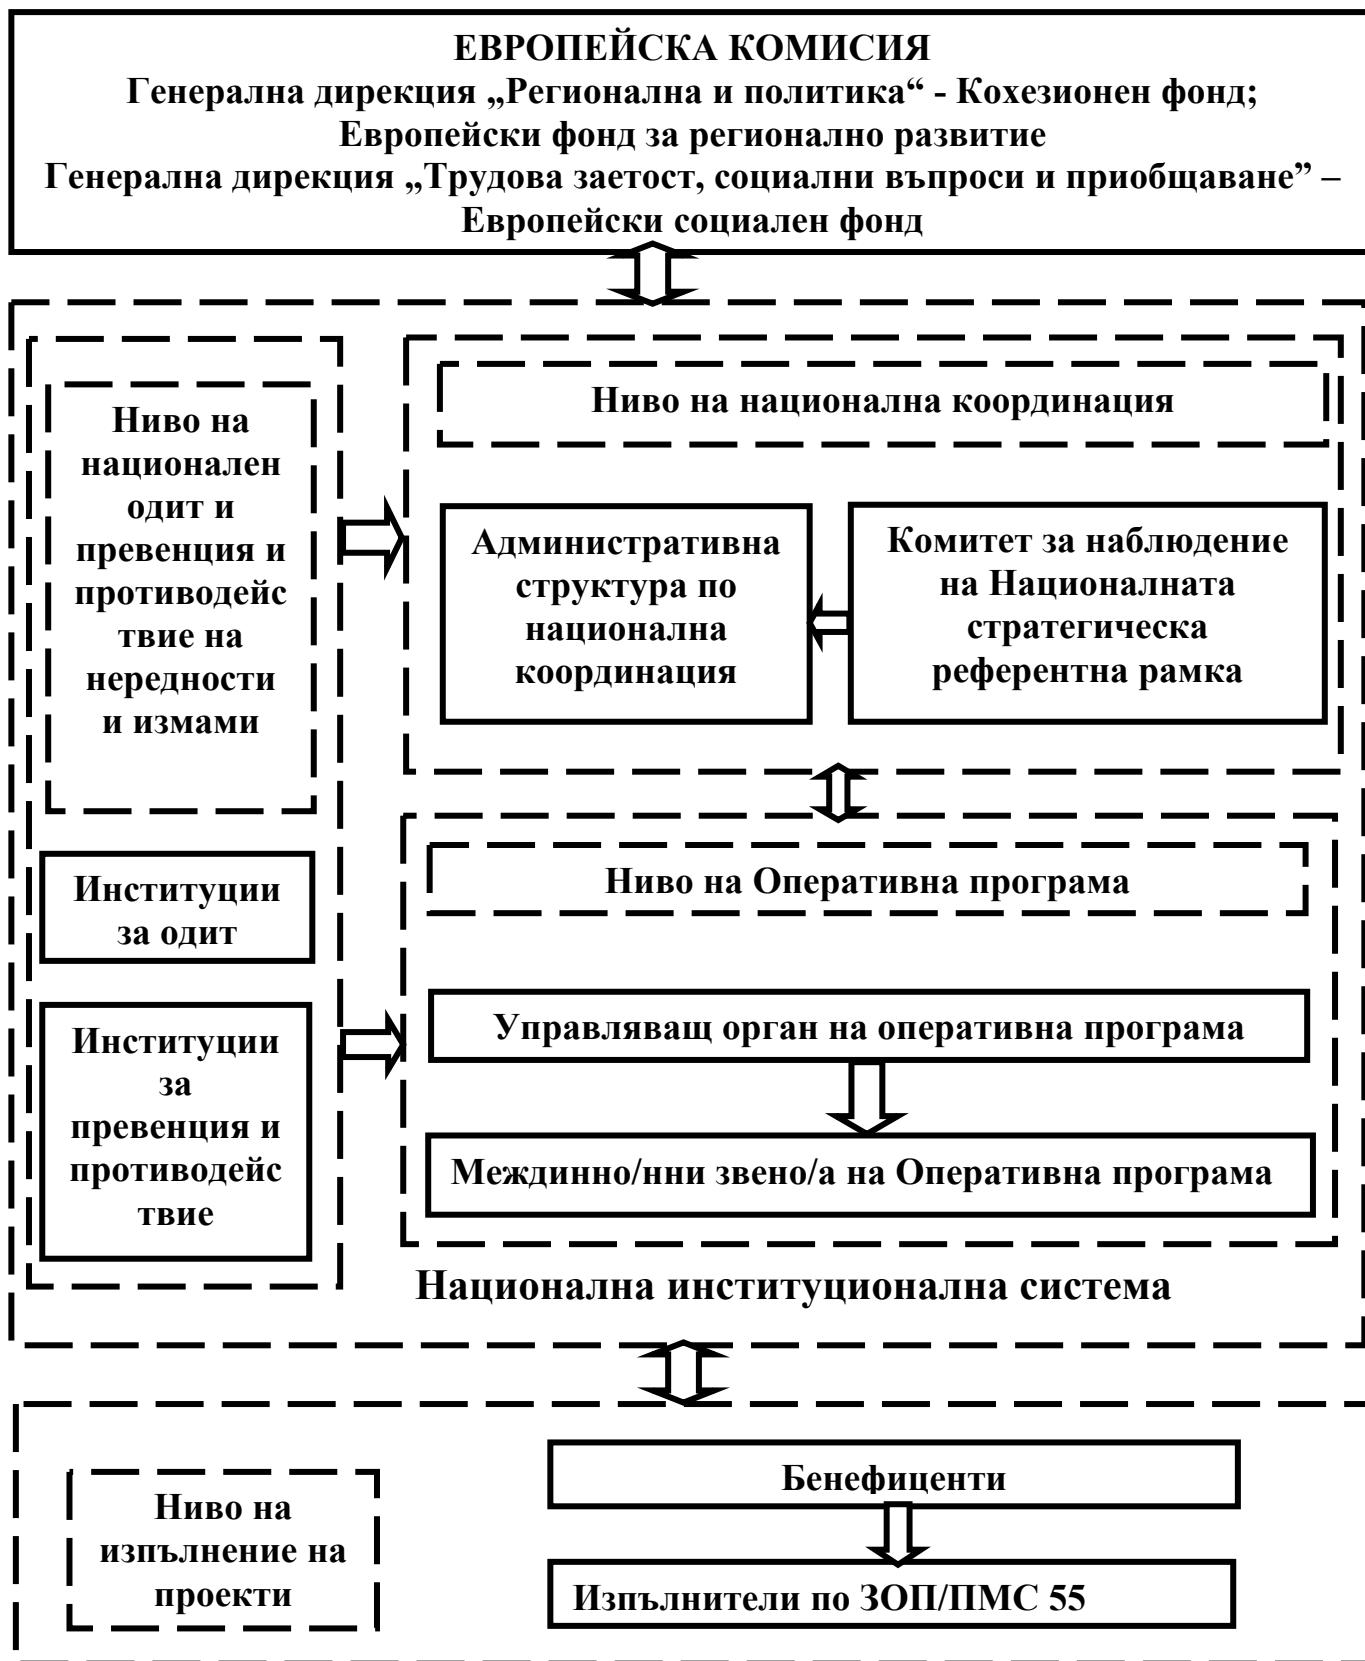 ЕВРОПЕЙСКА КОМИСИЯ
Генерална дирекция „Регионална и политика“ - Кохезионен фонд;
Европейски фонд за регионално развитие
Генерална дирекция „Трудова заетост, социални въпроси и приобщаване” –
Европейски социален фонд
Ниво на
национален
одит и
превенция и
противодейс
твие на
нередности
и измами
Институции
за одит
Институции
за
превенция и
противодейс
твие
Ниво на национална координация
Административна
структура по
национална
координация
Комитет за наблюдение
на Националната
стратегическа
референтна рамка
Ниво на Оперативна програма
Управляващ орган на оперативна програма
Междинно/нни звено/а на Оперативна програма
Национална институционална система
Ниво на
изпълнение на
проекти
Бенефиценти
Изпълнители по ЗОП/ПМС 55